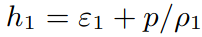 h₁ = ε₁ + p/ρ₁